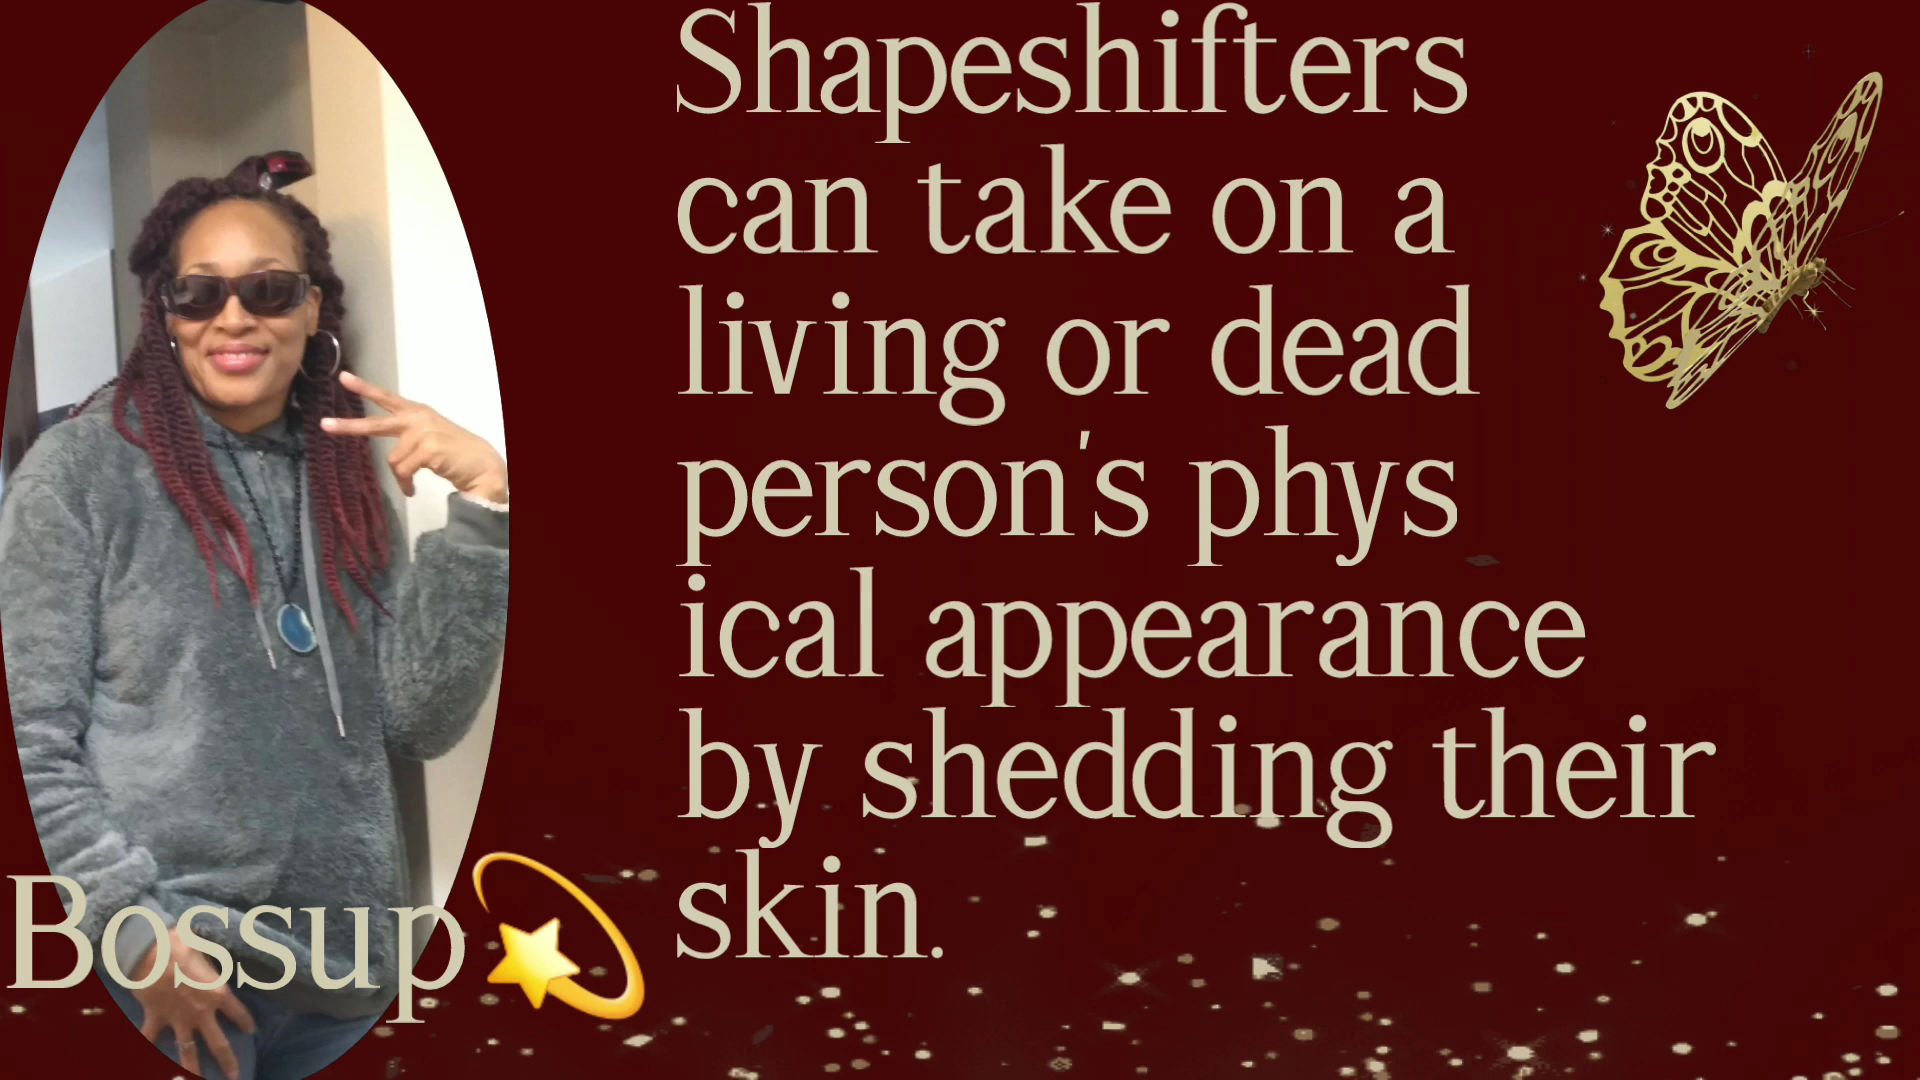 Shapeshifters
can take on a
living or dead
person's phys
ical appearance
by shedding their
skin.
Bossup